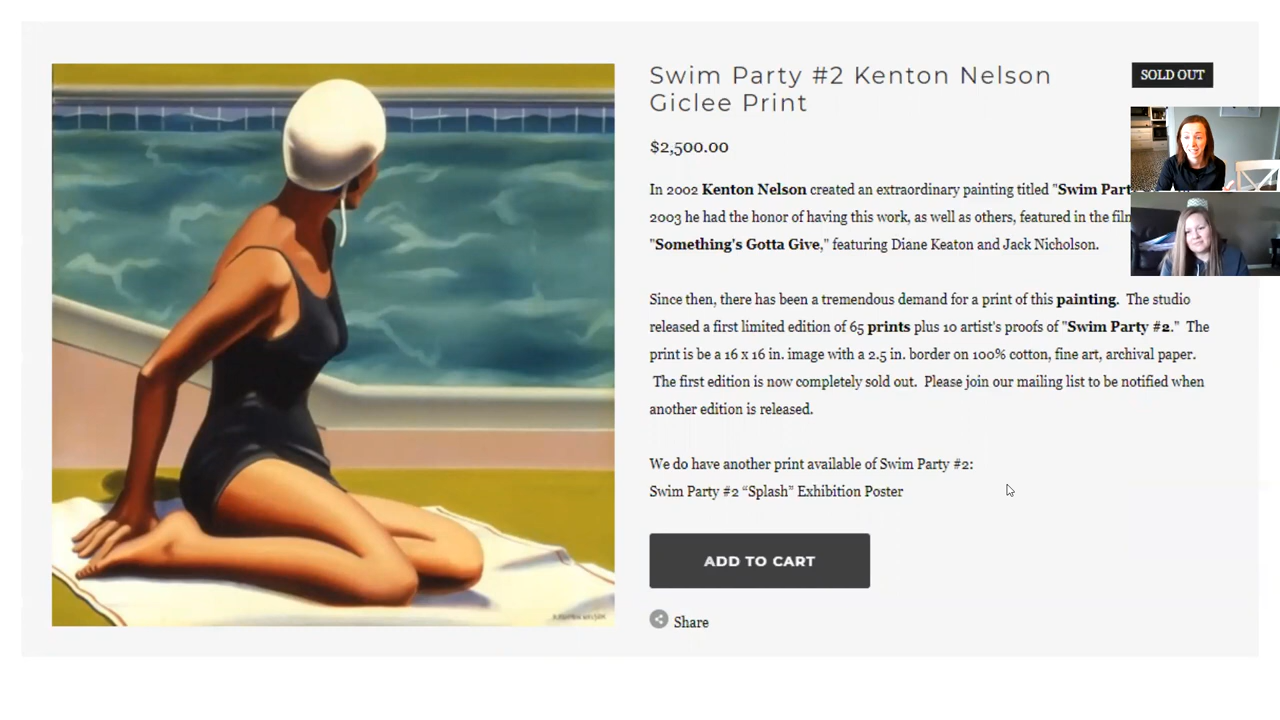 Swim Party #2 Kenton Nelson
Giclee Print
SOLD OUT
$2,500.00
In 2002 Kenton Nelson created an extraordinary painting titled "Swim
2003 he had the honor of having this work, as well as others, featured in the
"Something's Gotta Give," featuring Diane Keaton and Jack Nicholson.
Since then, there has been a tremendous demand for a print of this painting. The studio
released a first limited edition of 65 prints plus 10 artist's proofs of "Swim Party #2." The
print is be a 16 x 16 in. image with a 2.5 in. border on 100% cotton, fine art, archival paper.
The first edition is now completely sold out. Please join our mailing list to be notified when
another edition is released.
We do have another print available of Swim Party #2:
Swim Party #2 “Splash” Exhibition Poster
ADD TO CART
Share